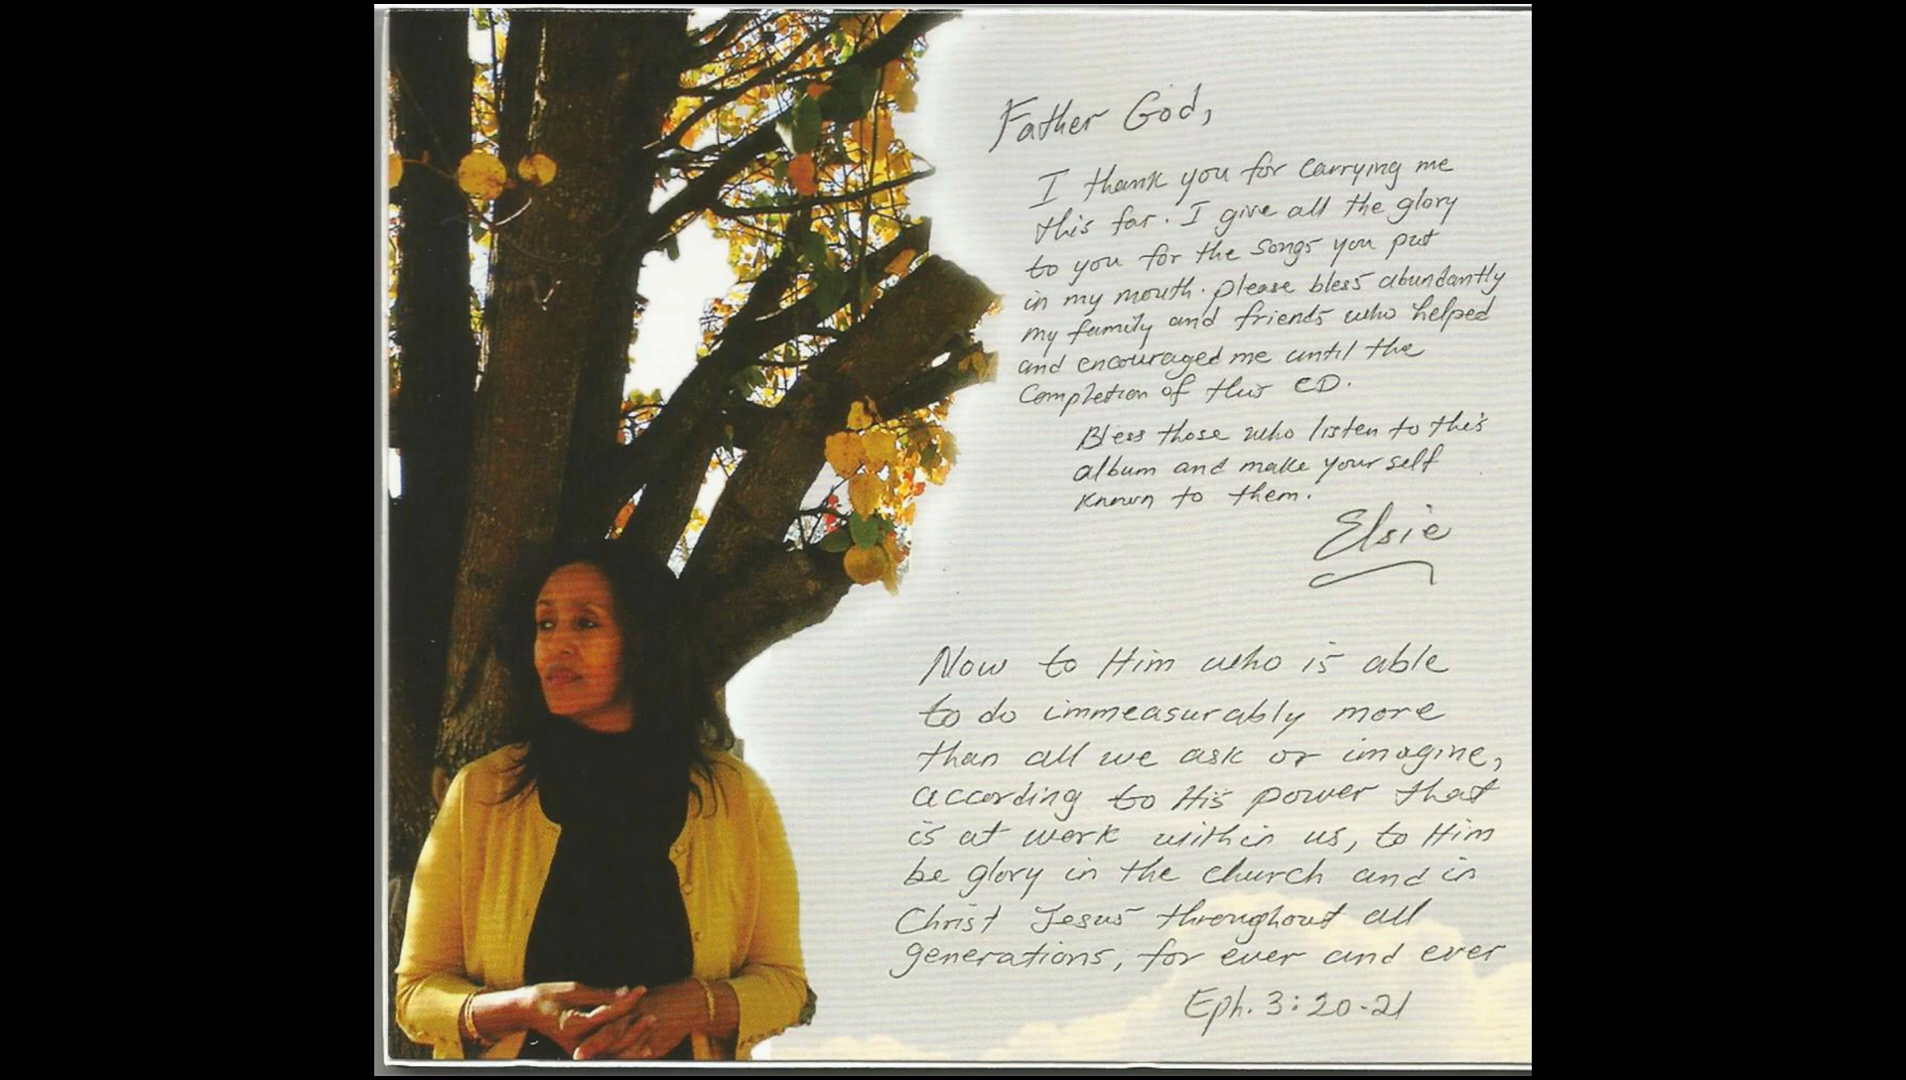 Father God,
I thank you for carrying me
this far. I give all the glory
to you for the songs you put
in my mouth. please bless abundantly
my family and friends who helped
and encouraged me until the
completion of this CD.
Bless those who listen to this
album and make your self
known to them.
Elsie
Now to Him who is able
to do immeasurably more
than all we ask or imagine,
according to His power that
is at work within us, to Him
be glory in the church and in
Christ Jesus throughout all
generations, for ever and ever
Eph. 3:20-21